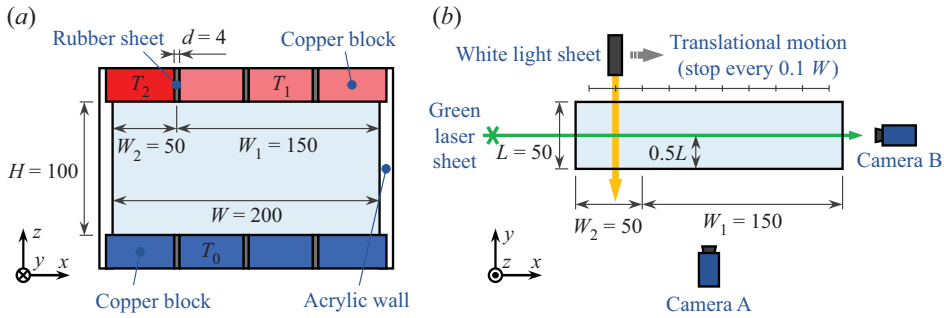 (a)
d = 4
Rubber sheet
Copper block
T₂
T₁
W₂ = 50
W₁ = 150
H = 100
W = 200
T₀
z
y
x
Copper block
Acrylic wall
(b)
White light sheet
Translational motion
(stop every 0.1 W)
Green
laser
sheet
L = 50
0.5L
Camera B
W₂ = 50
W₁ = 150
y
z
x
Camera A